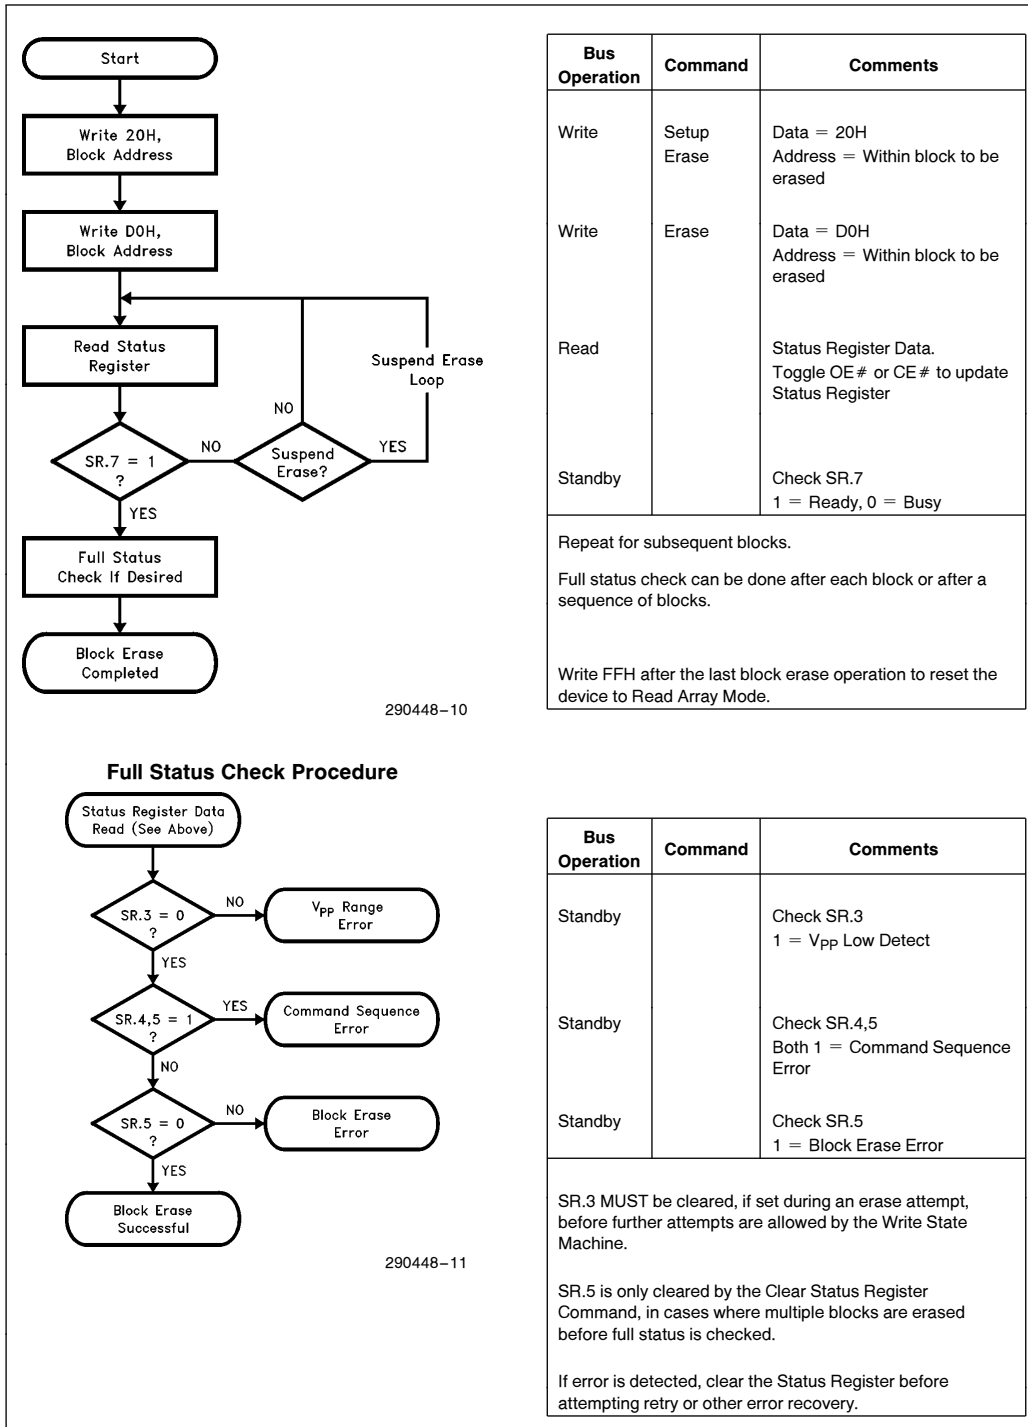 Start
Write 20H,
Block Address
Write D0H,
Block Address
Read Status
Register
Suspend Erase
Loop
NO
SR.7 = 1
?
NO
Suspend
Erase?
YES
YES
Full Status
Check If Desired
Block Erase
Completed
290448–10
Bus
Operation
Command
Comments
Write
Setup
Erase
Data = 20H
Address = Within block to be
erased
Write
Erase
Data = D0H
Address = Within block to be
erased
Read
Status Register Data.
Toggle OE# or CE# to update
Status Register
Standby
Check SR.7
1 = Ready, 0 = Busy
Repeat for subsequent blocks.
Full status check can be done after each block or after a
sequence of blocks.
Write FFH after the last block erase operation to reset the
device to Read Array Mode.
Full Status Check Procedure
Status Register Data
Read (See Above)
SR.3 = 0
?
NO
VPP Range
Error
YES
SR.4,5 = 1
?
YES
Command Sequence
Error
NO
SR.5 = 0
?
NO
Block Erase
Error
YES
Block Erase
Successful
290448–11
Bus
Operation
Command
Comments
Standby
Check SR.3
1 = VPP Low Detect
Standby
Check SR.4,5
Both 1 = Command Sequence
Error
Standby
Check SR.5
1 = Block Erase Error
SR.3 MUST be cleared, if set during an erase attempt,
before further attempts are allowed by the Write State
Machine.
SR.5 is only cleared by the Clear Status Register
Command, in cases where multiple blocks are erased
before full status is checked.
If error is detected, clear the Status Register before
attempting retry or other error recovery.